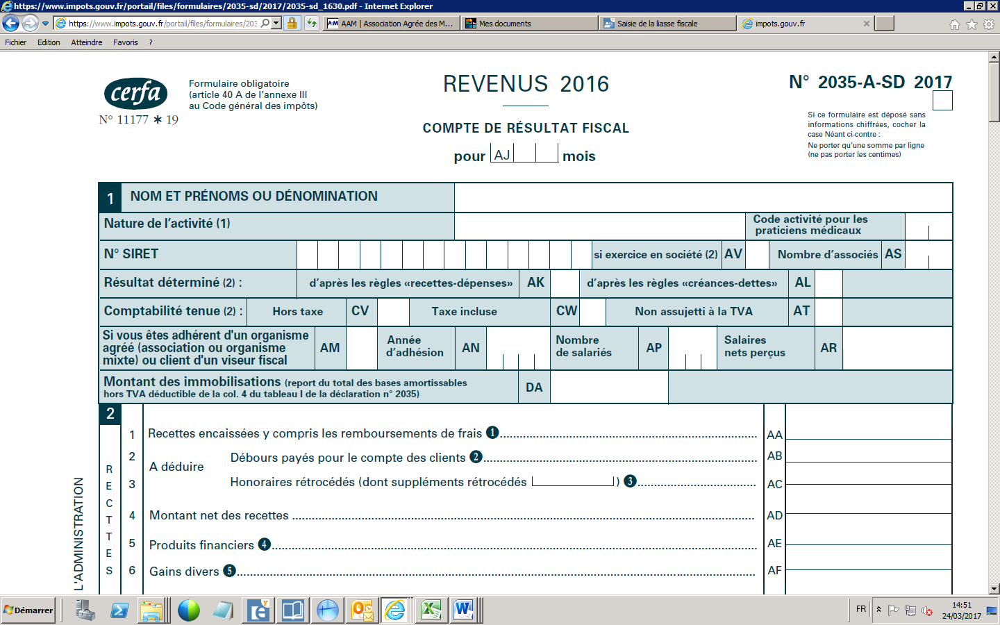 https://www.impots.gouv.fr/portail/files/formulaires/2035-sd/2017/2035-sd_1630.pdf - Internet Explorer
https://www.impots.gouv.fr/portail/files/formulaires/203
AAM | Association Agrée des M...
Mes documents
Saisie de la liasse fiscale
impots.gouv.fr
Fichier Edition Atteindre Favoris ?
cerfa
N° 11177 ✱ 19
Formulaire obligatoire
(article 40 A de l'annexe III
au Code général des impôts)
REVENUS 2016
N° 2035-A-SD 2017
Si ce formulaire est déposé sans
informations chiffrées, cocher la
case Néant ci-contre :
Ne porter qu'une somme par ligne
(ne pas porter les centimes)
COMPTE DE RÉSULTAT FISCAL
pour AJ mois
1 NOM ET PRÉNOMS OU DÉNOMINATION
Nature de l'activité (1)
Code activité pour les
praticiens médicaux
N° SIRET si exercice en société (2) AV Nombre d'associés AS
Résultat déterminé (2) : d'après les règles «recettes-dépenses» AK d'après les règles «créances-dettes» AL
Comptabilité tenue (2) : Hors taxe CV Taxe incluse CW Non assujetti à la TVA AT
Si vous êtes adhérent d'un organisme
agréé (association ou organisme
mixte) ou client d'un viseur fiscal
AM
Année
d'adhésion
AN
Nombre
de salariés
AP
Salaires
nets perçus
AR
Montant des immobilisations (report du total des bases amortissables
hors TVA déductible de la col. 4 du tableau I de la déclaration n° 2035)
DA
2
RECTTES
L'ADMINISTRATION
1 Recettes encaissées y compris les remboursements de frais ❶ AA
2 Débours payés pour le compte des clients ❷ AB
A déduire
3 Honoraires rétrocédés (dont suppléments rétrocédés ) ❸ AC
4 Montant net des recettes AD
5 Produits financiers ❹ AE
6 Gains divers ❺ AF
Démarrer
FR
14:51
24/03/2017